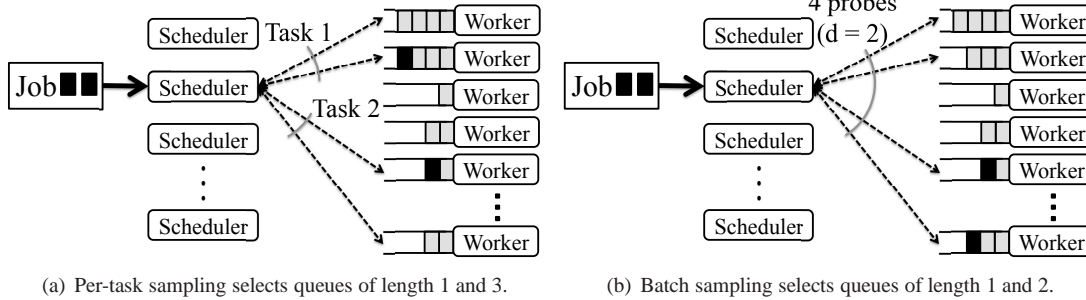 Scheduler
Task 1
Job
Scheduler
Task 2
Scheduler
Scheduler
Worker
Worker
Worker
Worker
Worker
Worker
(a) Per-task sampling selects queues of length 1 and 3.
4 probes
(d = 2)
Scheduler
Job
Scheduler
Scheduler
Scheduler
Worker
Worker
Worker
Worker
Worker
Worker
(b) Batch sampling selects queues of length 1 and 2.